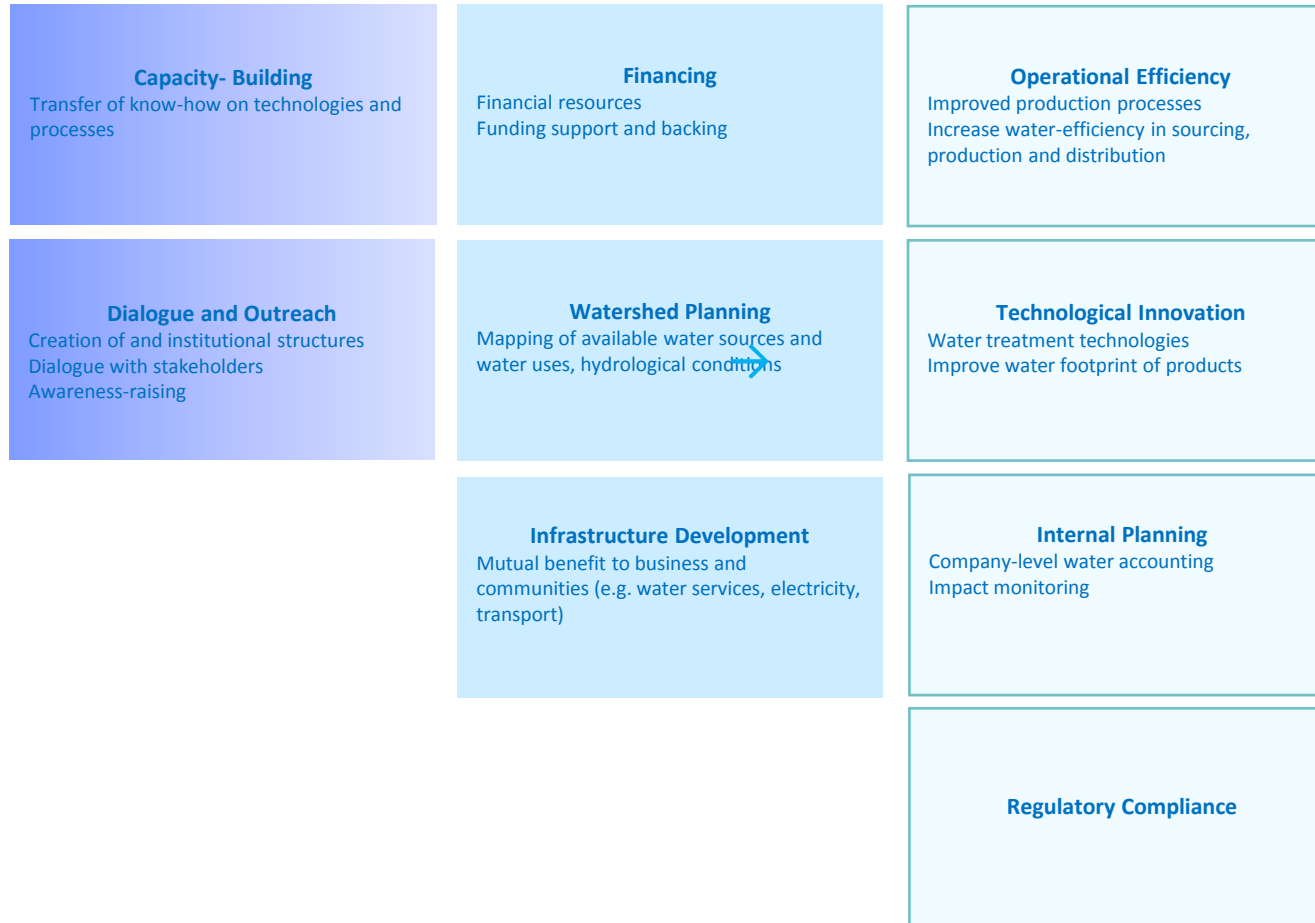 Capacity- Building
Transfer of know-how on technologies and
processes
Financing
Financial resources
Funding support and backing
Operational Efficiency
Improved production processes
Increase water-efficiency in sourcing,
production and distribution
Dialogue and Outreach
Creation of and institutional structures
Dialogue with stakeholders
Awareness-raising
Watershed Planning
Mapping of available water sources and
water uses, hydrological conditions
Technological Innovation
Water treatment technologies
Improve water footprint of products
Infrastructure Development
Mutual benefit to business and
communities (e.g. water services, electricity,
transport)
Internal Planning
Company-level water accounting
Impact monitoring
Regulatory Compliance